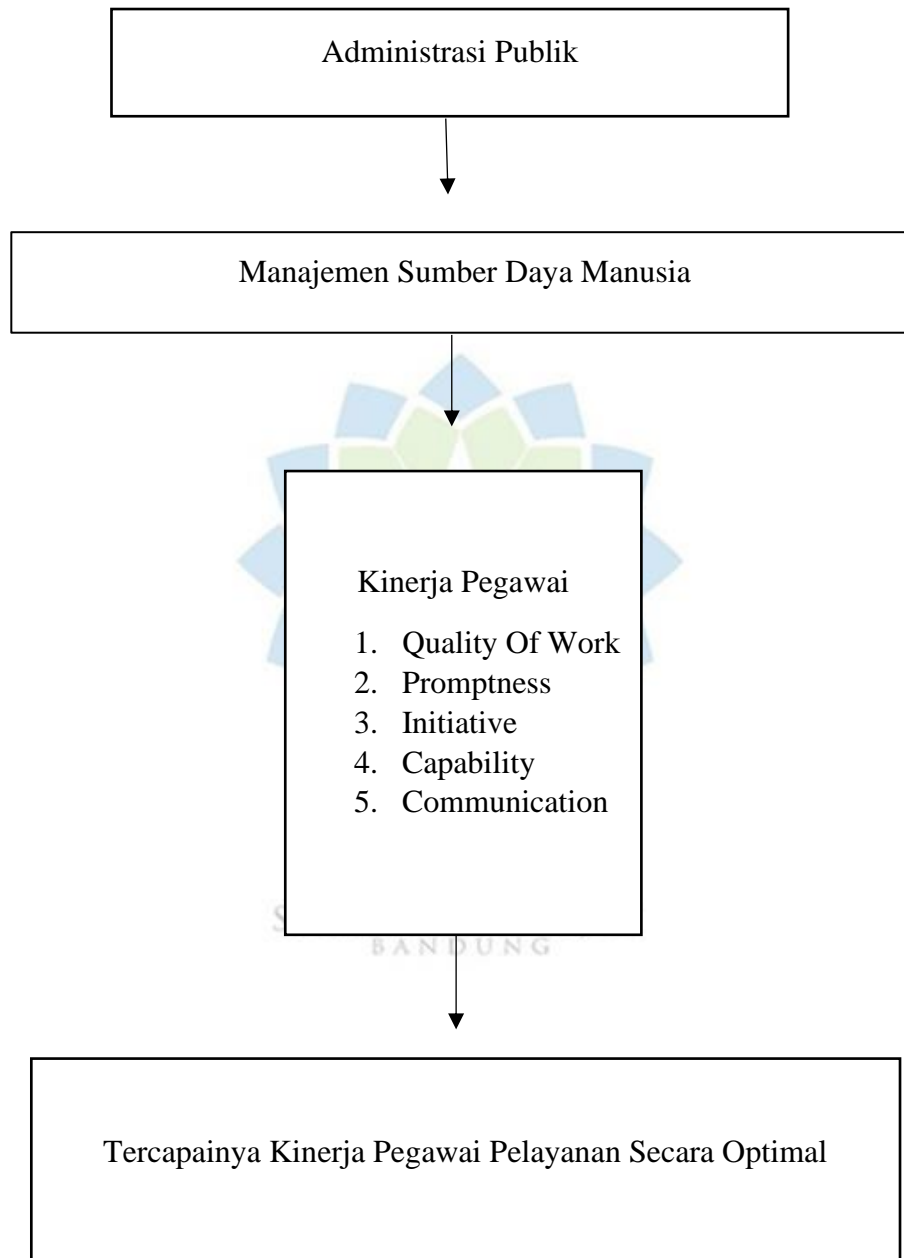 Administrasi Publik
Manajemen Sumber Daya Manusia
Kinerja Pegawai
1. Quality Of Work
2. Promptness
3. Initiative
4. Capability
5. Communication
BANDUNG
Tercapainya Kinerja Pegawai Pelayanan Secara Optimal